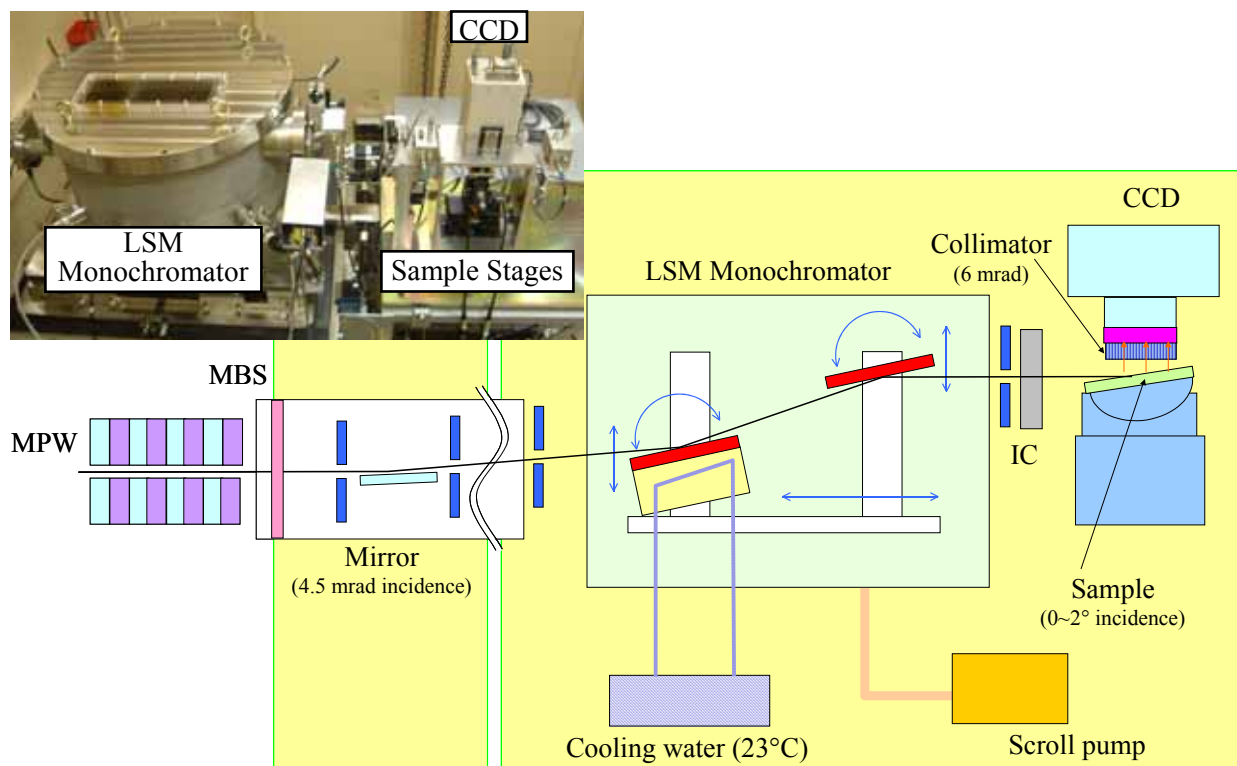 CCD
LSM
Monochromator
Sample Stages
CCD
Collimator
(6 mrad)
LSM Monochromator
MBS
MPW
IC
Mirror
(4.5 mrad incidence)
Sample
(0~2° incidence)
Cooling water (23°C)
Scroll pump